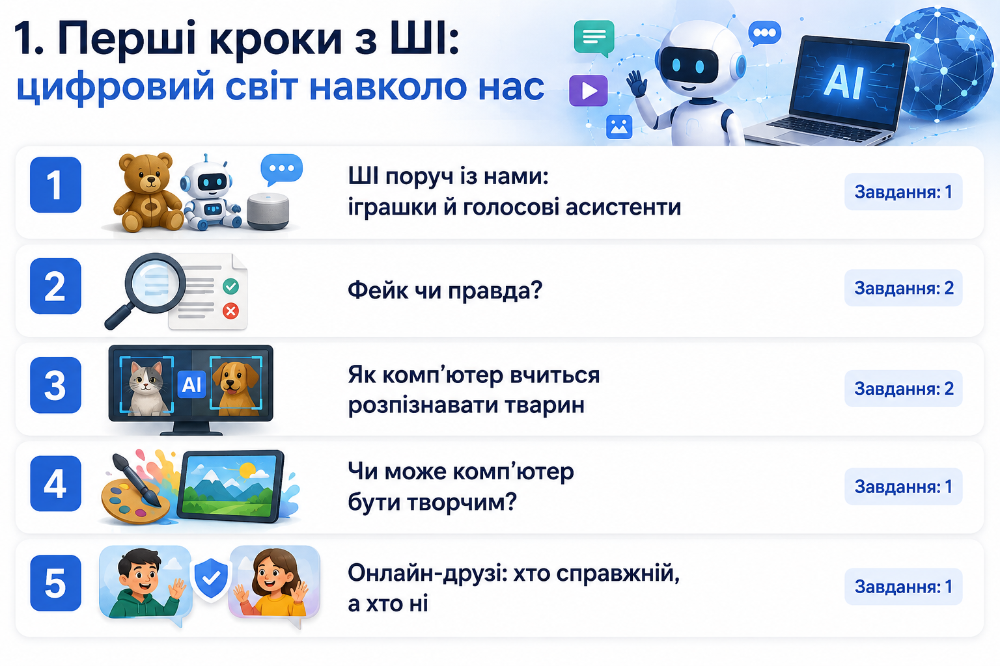 1. Перші кроки з ШІ:
цифровий світ навколо нас
AI
1
ШІ поруч із нами:
іграшки й голосові асистенти
Завдання: 1
2
Фейк чи правда?
Завдання: 2
3
AI
Як комп’ютер вчиться
розпізнавати тварин
Завдання: 2
4
Чи може комп’ютер
бути творчим?
Завдання: 1
5
Онлайн-друзі: хто справжній,
а хто ні
Завдання: 1